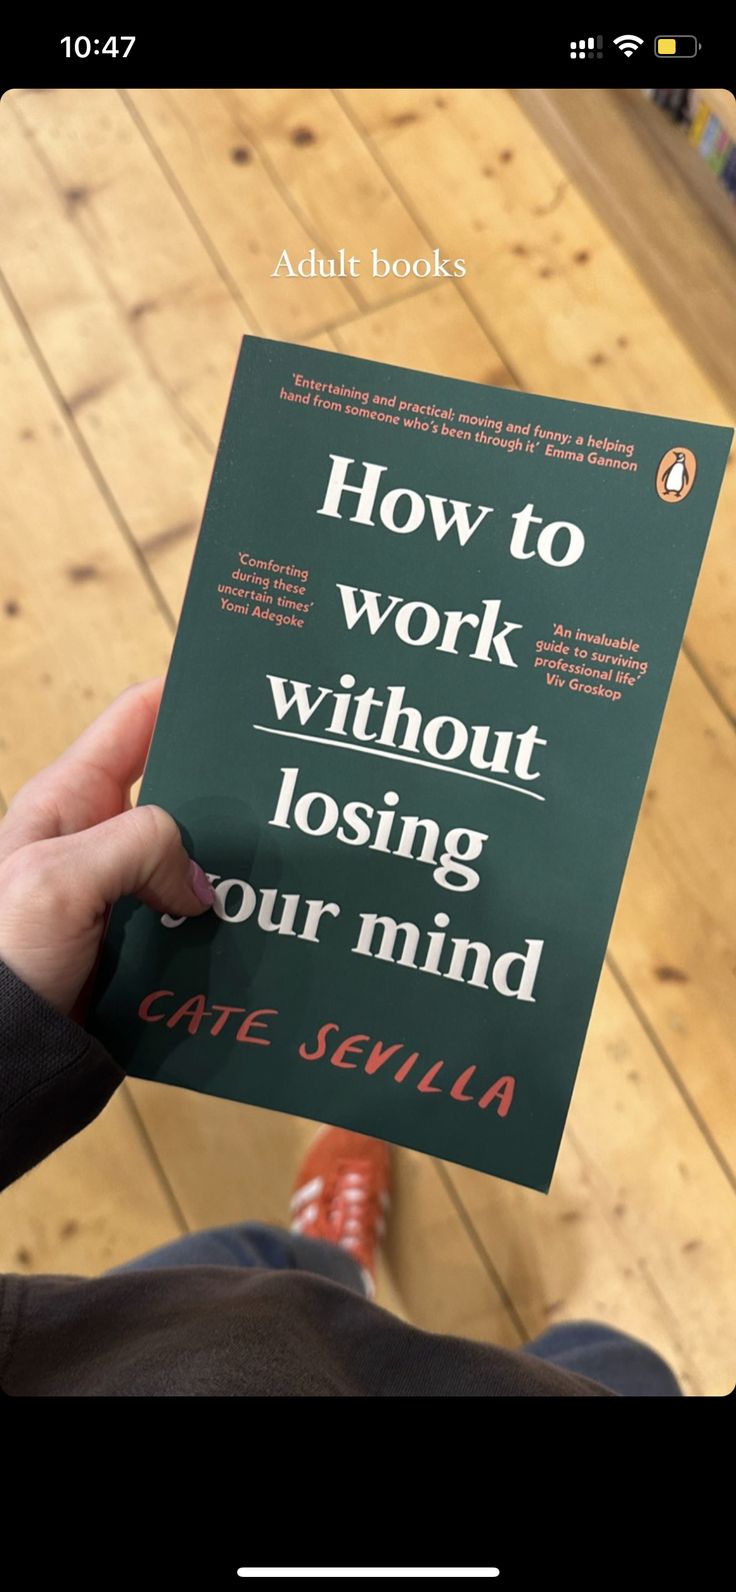 10:47
Adult books
'Entertaining and practical; moving and funny; a helping
hand from someone who's been through it' Emma Gannon
How to
work
without
losing
your mind
'Comforting
during these
uncertain times'
Yomi Adegoke
'An invaluable
guide to surviving
professional life'
Viv Groskop
CATE SEVILLA